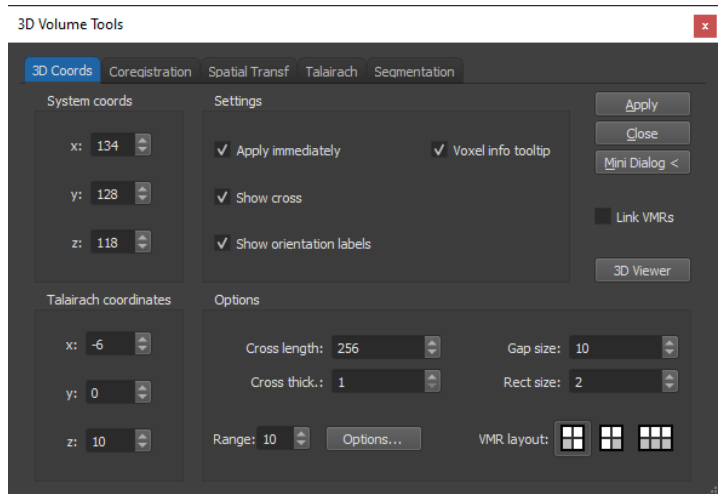 3D Volume Tools
x
3D Coords Coregistration Spatial Transf Talairach Segmentation
System coords
x: 134
y: 128
z: 118
Settings
Apply immediately
Voxel info tooltip
Show cross
Show orientation labels
Apply
Close
Mini Dialog <
Link VMRs
3D Viewer
Talairach coordinates
x: -6
y: 0
z: 10
Options
Cross length: 256
Gap size: 10
Cross thick.: 1
Rect size: 2
Range: 10
Options...
VMR layout: